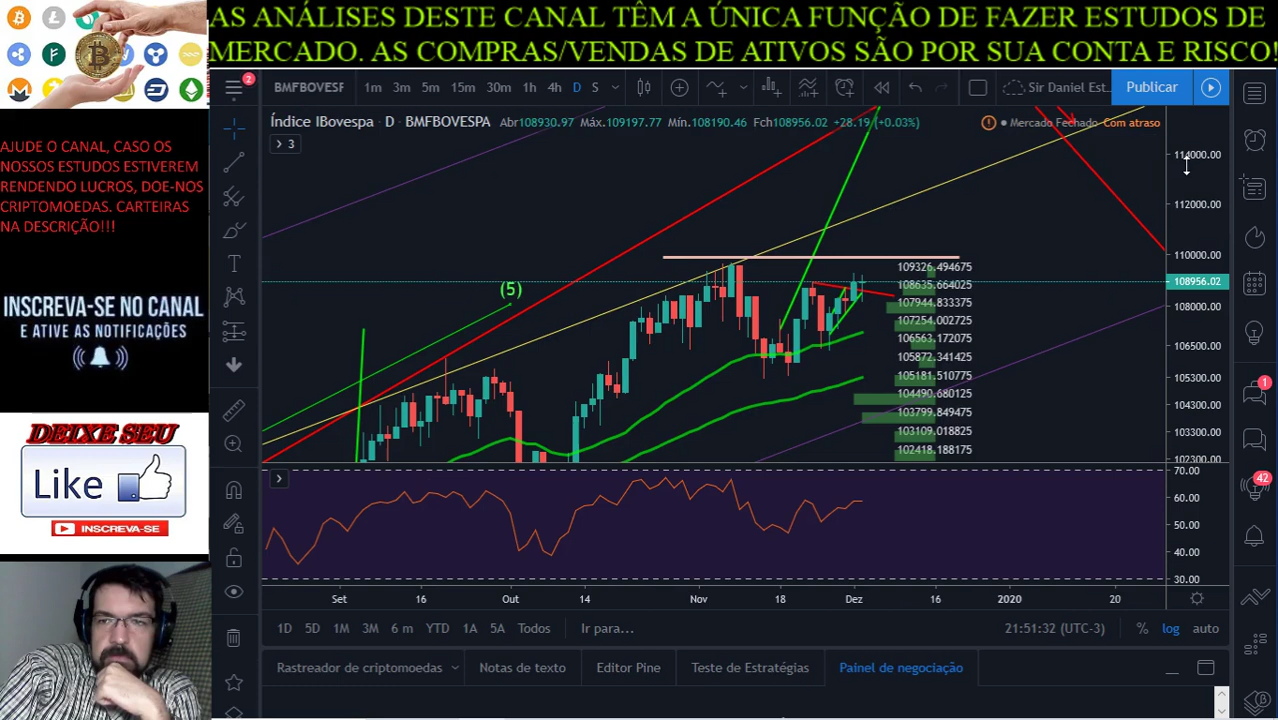 AS ANÁLISES DESTE CANAL TÊM A ÚNICA FUNÇÃO DE FAZER ESTUDOS DE
MERCADO. AS COMPRAS/VENDAS DE ATIVOS SÃO POR SUA CONTA E RISCO!
AJUDE O CANAL, CASO OS
NOSSOS ESTUDOS ESTIVEREM
RENDENDO LUCROS, DOE-NOS
CRIPTOMOEDAS. CARTEIRAS
NA DESCRIÇÃO!!!
INSCREVA-SE NO CANAL
E ATIVE AS NOTIFICAÇÕES
DEIXE SEU
Like
INSCREVA-SE
2
BMFBOVESF
1m 3m 5m 15m 30m 1h 4h D S
Sir Daniel Est...
Publicar
Índice IBovespa • D • BMFBOVESPA Abr108930.97 Máx.109197.77 Mín.108190.46 Fch108956.02 +28.19 (+0.03%)
Mercado Fechado Com atraso
3
(5)
109326.494675
108635.664025
107944.833375
107254.002725
106563.172075
105872.341425
105181.510775
104490.680125
103799.849475
103109.018825
102418.188175
114000.00
112000.00
110000.00
108956.02
108000.00
106500.00
105300.00
104300.00
103300.00
102300.00
70.00
60.00
50.00
40.00
30.00
Set 16 Out 14 Nov 18 Dez 16 2020 20
1D 5D 1M 3M 6 m YTD 1A 5A Todos Ir para...
21:51:32 (UTC-3) % log auto
Rastreador de criptomoedas Notas de texto Editor Pine Teste de Estratégias Painel de negociação
1
42